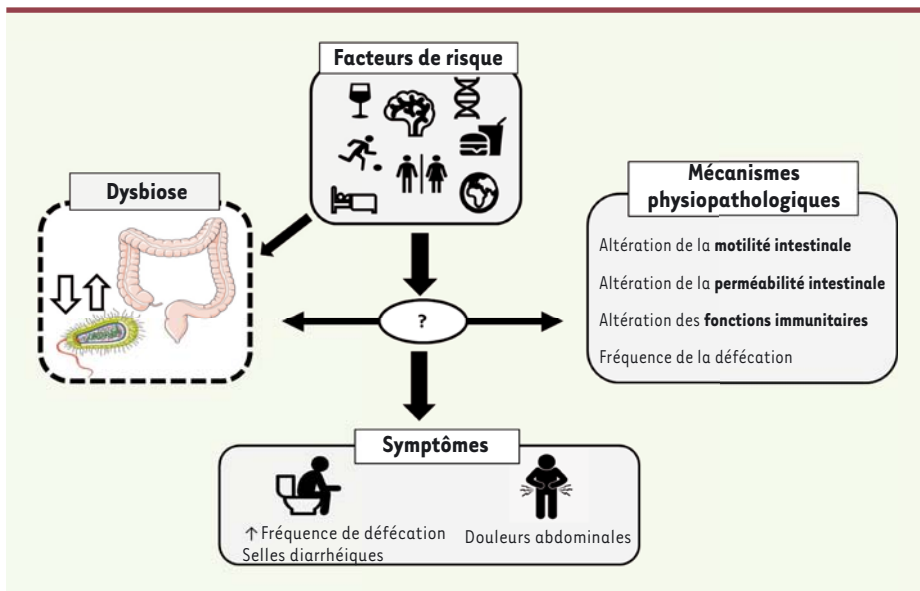 Facteurs de risque
Dysbiose
Mécanismes
physiopathologiques
Altération de la motilité intestinale
Altération de la perméabilité intestinale
Altération des fonctions immunitaires
Fréquence de la défécation
?
Symptômes
↑ Fréquence de défécation
Selles diarrhéiques
Douleurs abdominales